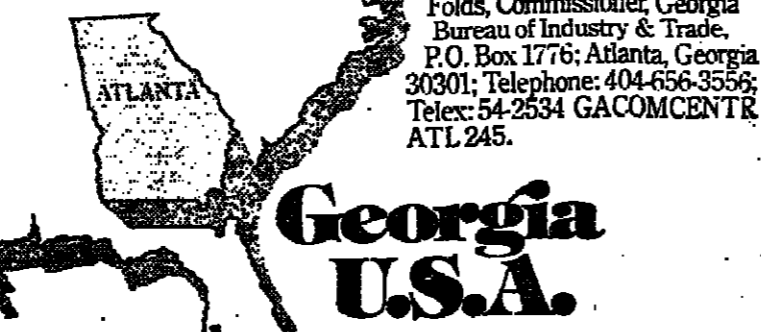 Folds, Commissioner, Georgia
Bureau of Industry & Trade,
P.O. Box 1776; Atlanta, Georgia
30301; Telephone: 404-656-3556;
Telex: 54-2534 GACOMCENTR
ATL 245.
ATLANTA
Georgia
U.S.A.